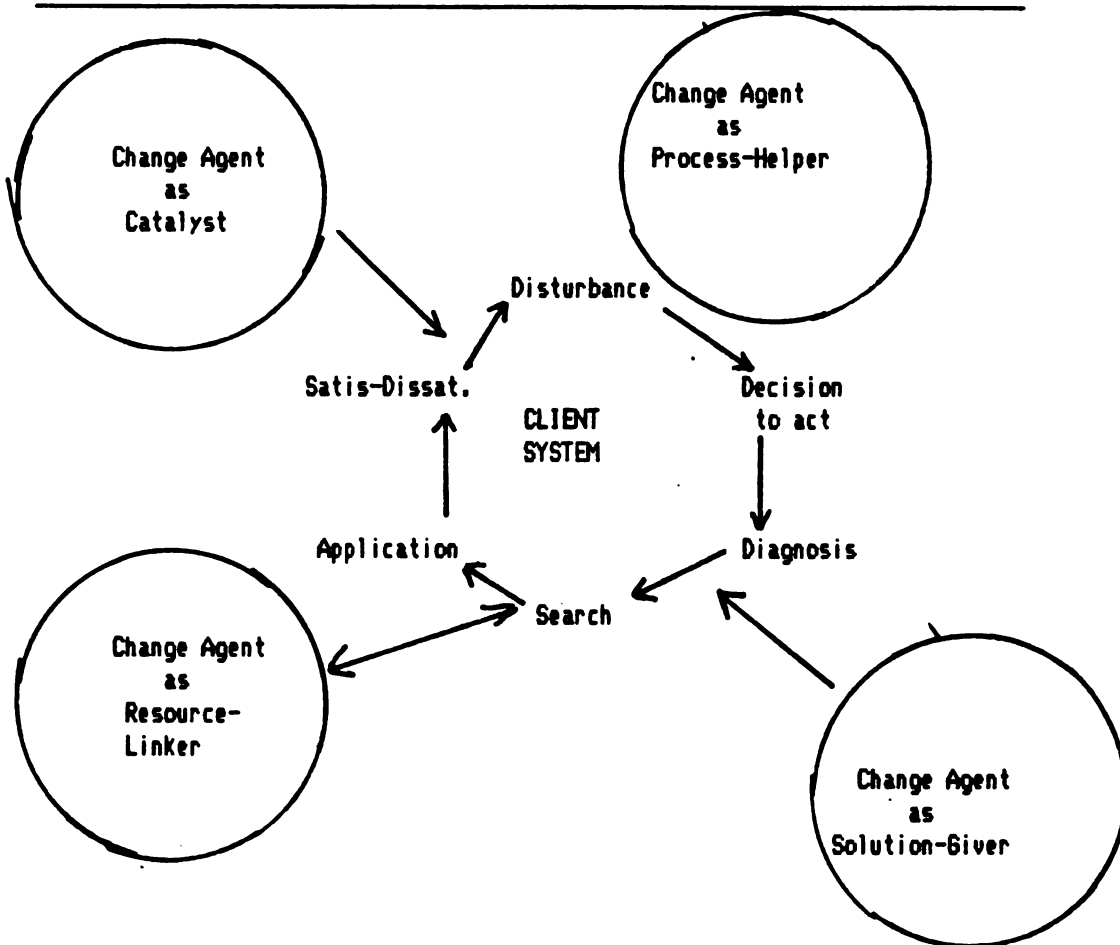 Change Agent
as
Catalyst
Change Agent
as
Process-Helper
Disturbance
Satis-Dissat.
Decision
to act
CLIENT
SYSTEM
Application
Diagnosis
Search
Change Agent
as
Resource-
Linker
Change Agent
as
Solution-Giver